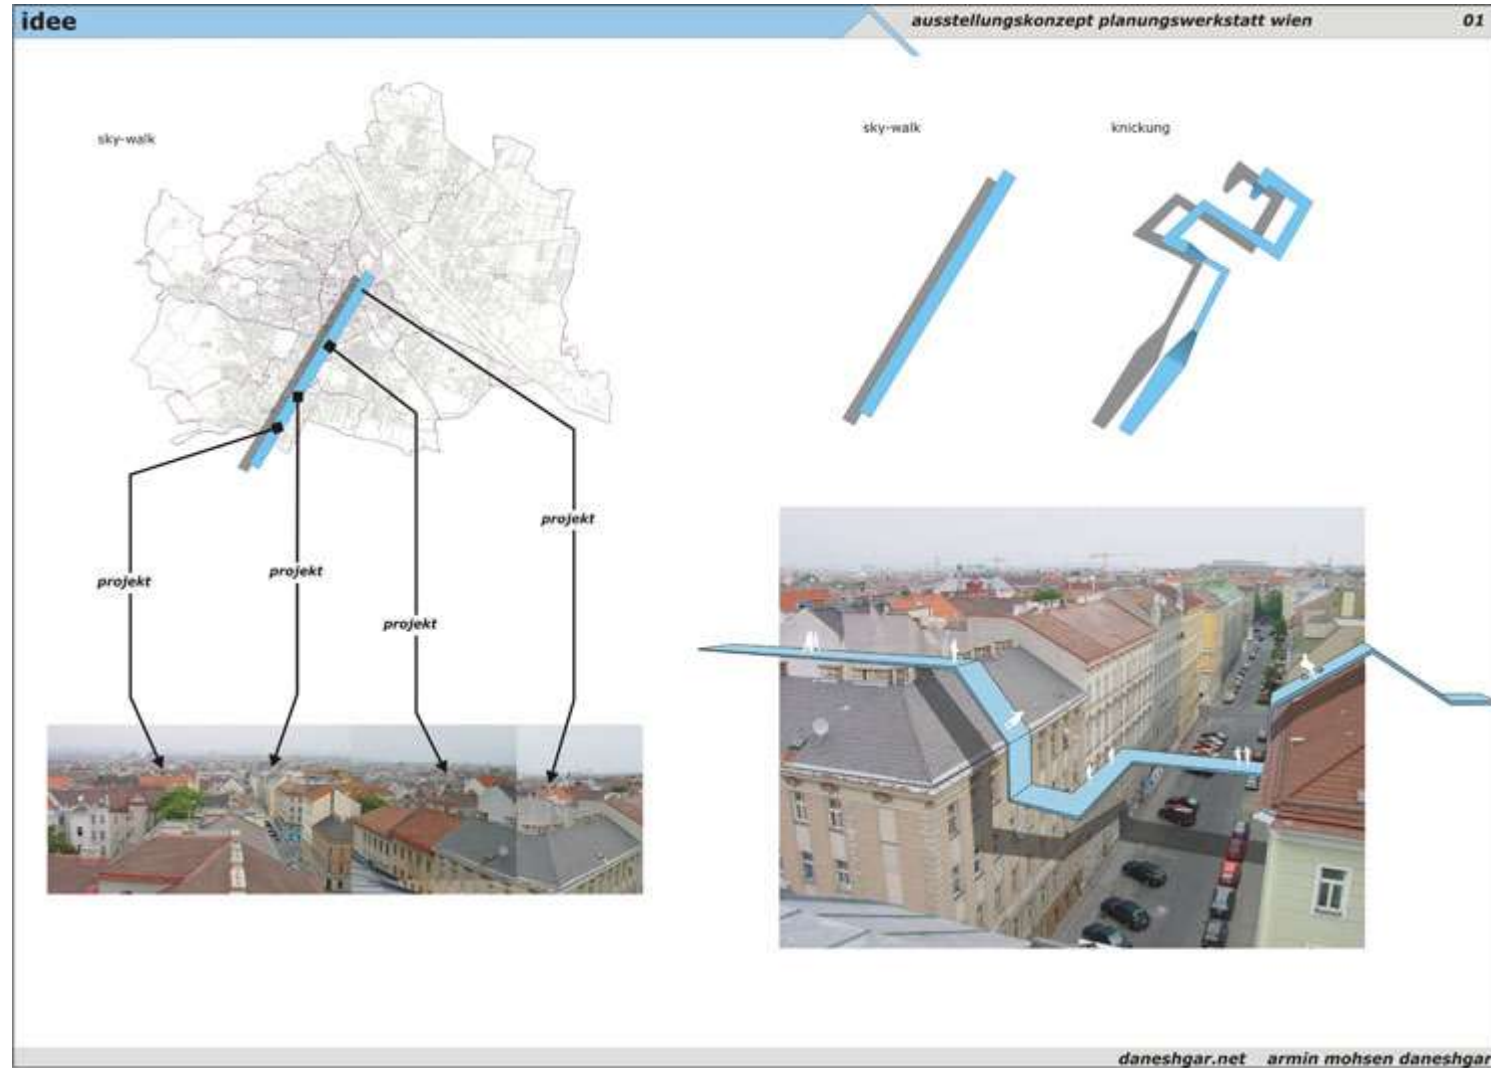 idee
ausstellungskonzept planungswerkstatt wien
01
sky-walk
sky-walk
knickung
projekt
projekt
projekt
projekt
daneshgar.net armin mohsen daneshgar